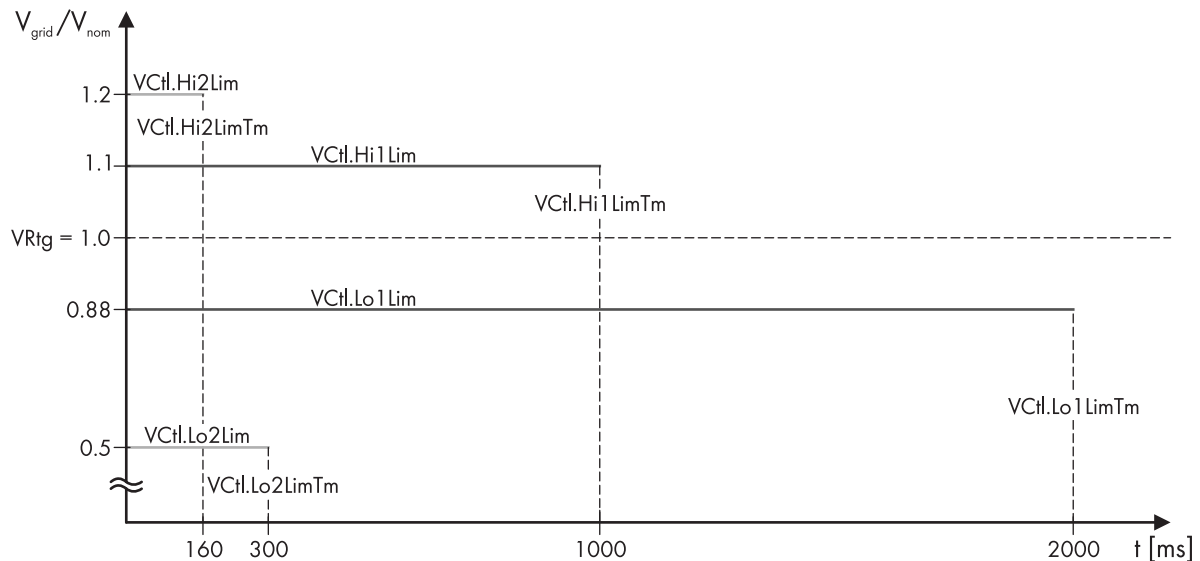 Vgrid/Vnom
VCtl.Hi2Lim
1.2
VCtl.Hi2LimTm
VCtl.Hi1Lim
1.1
VCtl.Hi1LimTm
VRtg = 1.0
VCtl.Lo1Lim
0.88
VCtl.Lo1LimTm
VCtl.Lo2Lim
0.5
VCtl.Lo2LimTm
160 300 1000 2000 t [ms]